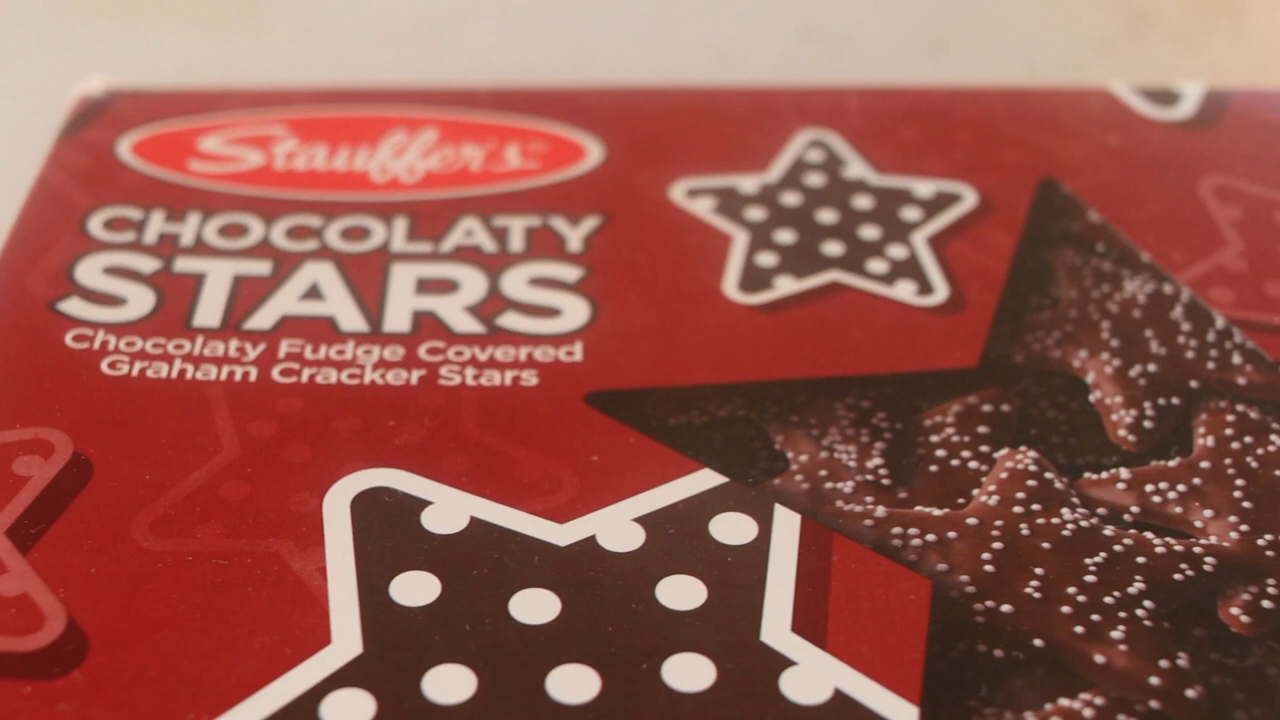 Stauffer's
CHOCOLATY
STARS
Chocolaty Fudge Covered
Graham Cracker Stars